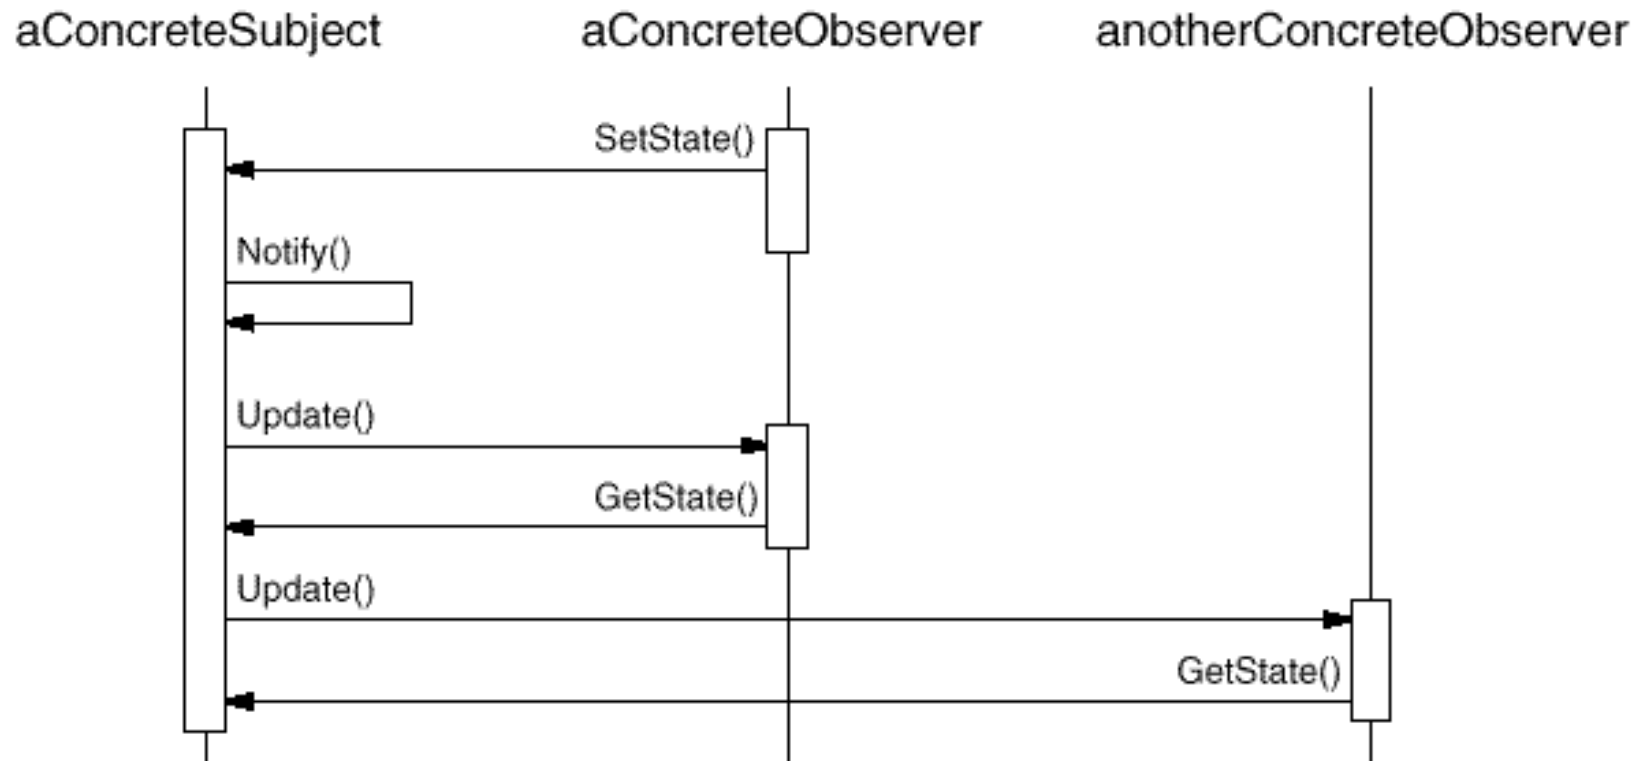 aConcreteSubject aConcreteObserver anotherConcreteObserver
SetState()
Notify()
Update()
GetState()
Update()
GetState()